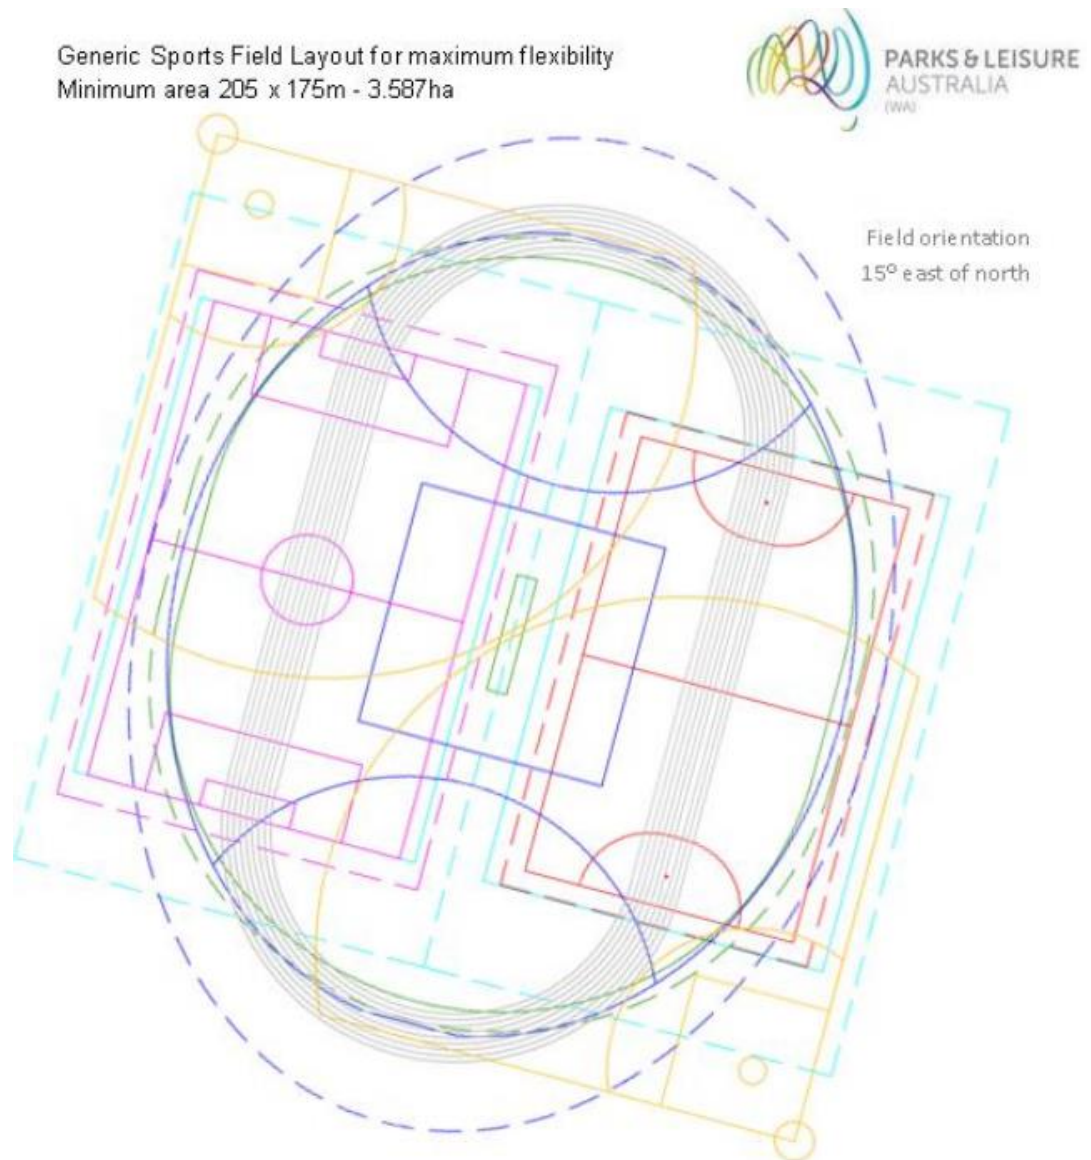 Generic Sports Field Layout for maximum flexibility
Minimum area 205 x 175m - 3.587ha
PARKS & LEISURE
AUSTRALIA
(WA)
Field orientation
15º east of north